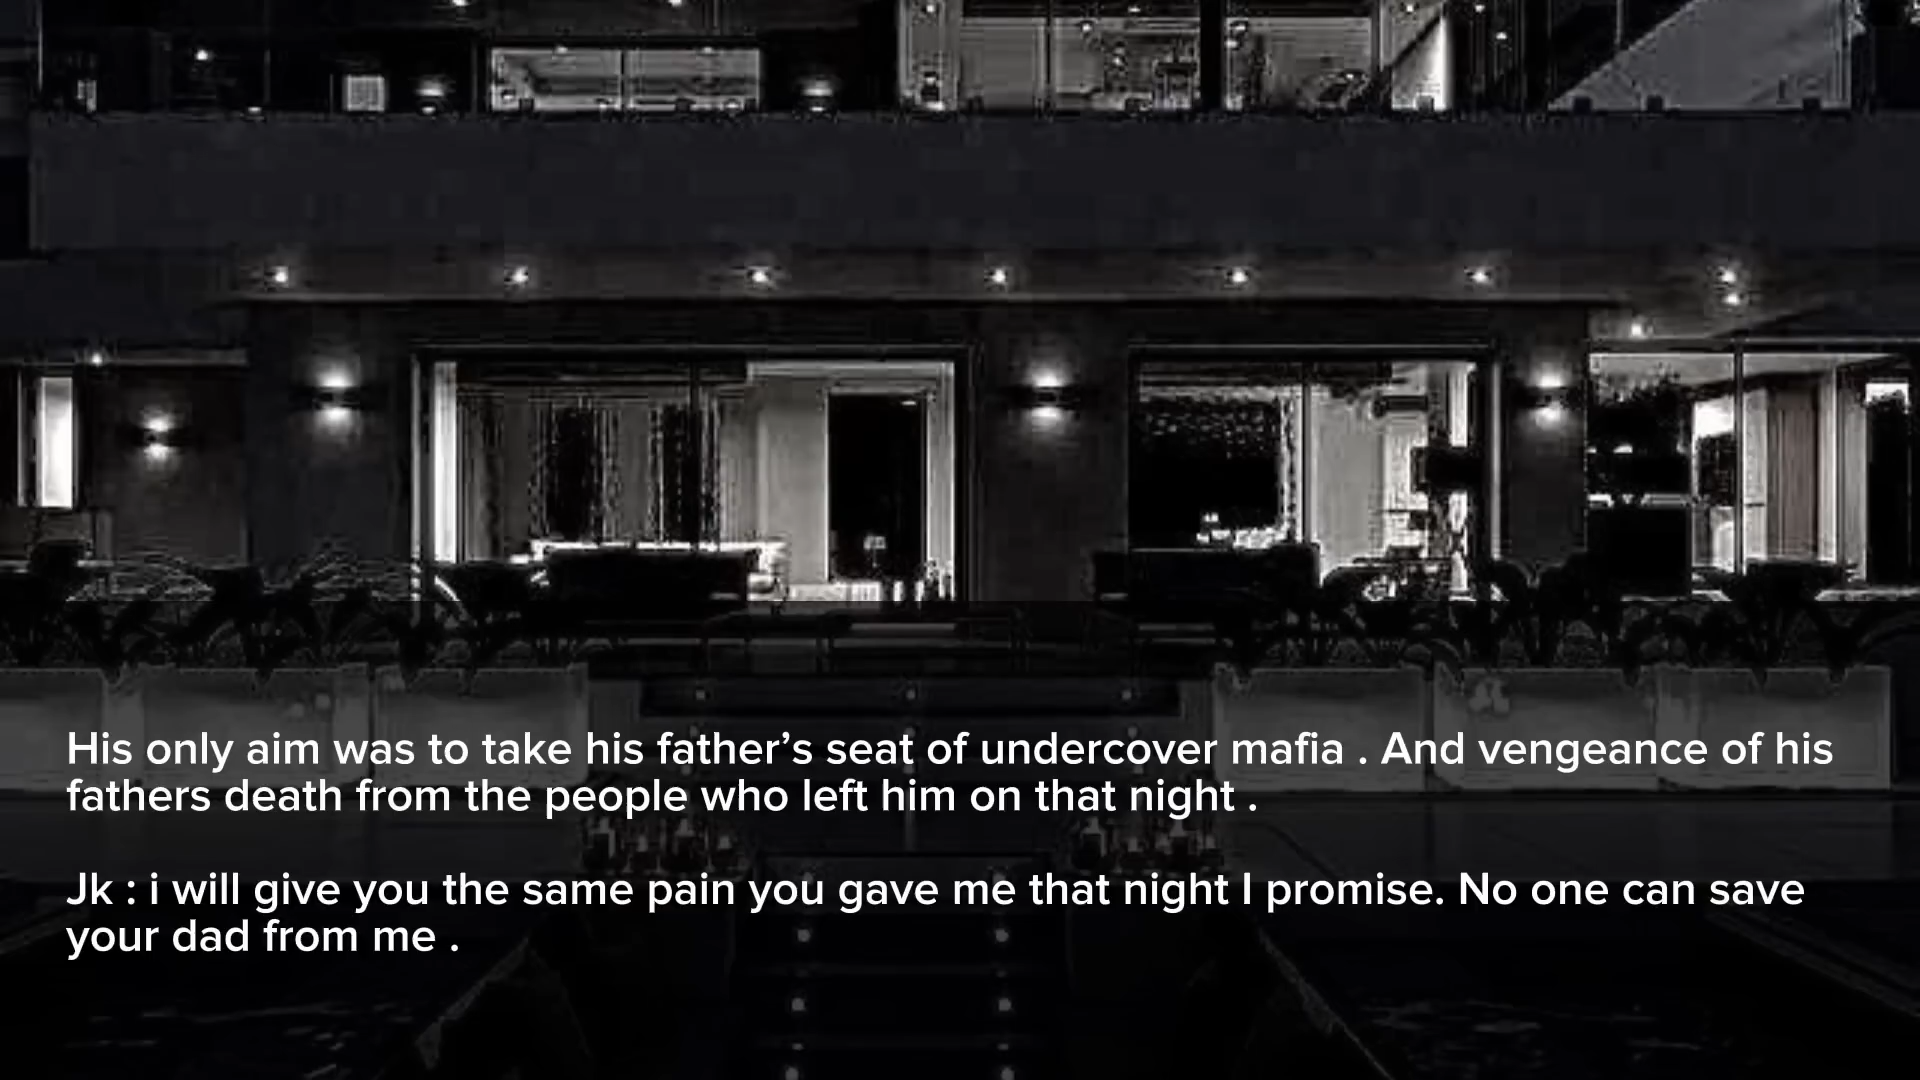 His only aim was to take his father’s seat of undercover mafia . And vengeance of his
fathers death from the people who left him on that night .
Jk : i will give you the same pain you gave me that night I promise. No one can save
your dad from me .